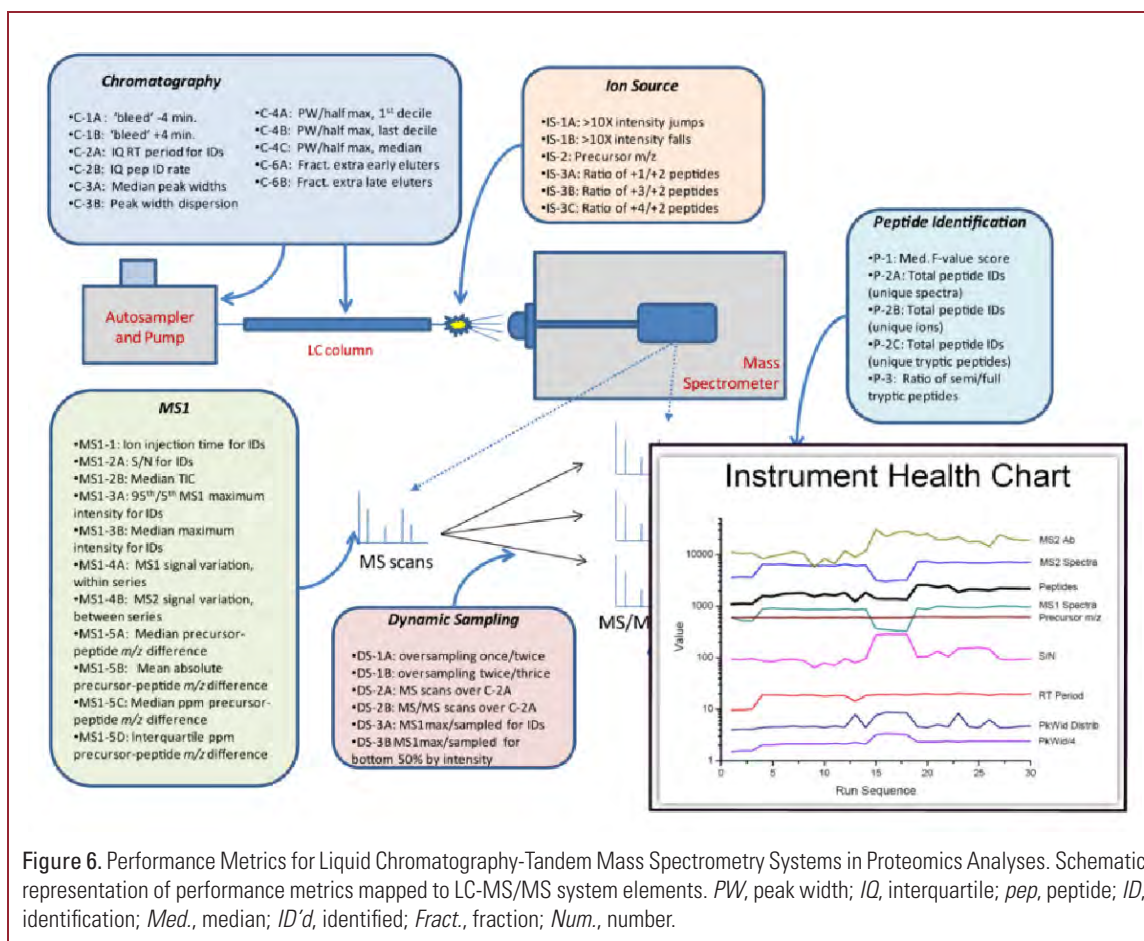 Chromatography
•C-1A: 'bleed' -4 min.
•C-1B: 'bleed' +4 min.
•C-2A: IQ RT period for IDs
•C-2B: IQ pep ID rate
•C-3A: Median peak widths
•C-3B: Peak width dispersion
•C-4A: PW/half max, 1st decile
•C-4B: PW/half max, last decile
•C-4C: PW/half max, median
•C-6A: Fract. extra early eluters
•C-6B: Fract. extra late eluters
Ion Source
•IS-1A: >10X intensity jumps
•IS-1B: >10X intensity falls
•IS-2: Precursor m/z
•IS-3A: Ratio of +1/+2 peptides
•IS-3B: Ratio of +3/+2 peptides
•IS-3C: Ratio of +4/+2 peptides
Peptide Identification
•P-1: Med. F-value score
•P-2A: Total peptide IDs
(unique spectra)
•P-2B: Total peptide IDs
(unique ions)
•P-2C: Total peptide IDs
(unique tryptic peptides)
•P-3: Ratio of semi/full
tryptic peptides
Autosampler
and Pump
LC column
Mass
Spectrometer
MS1
•MS1-1: Ion injection time for IDs
•MS1-2A: S/N for IDs
•MS1-2B: Median TIC
•MS1-3A: 95th/5th MS1 maximum
intensity for IDs
•MS1-3B: Median maximum
intensity for IDs
•MS1-4A: MS1 signal variation,
within series
•MS1-4B: MS2 signal variation,
between series
•MS1-5A: Median precursor-
peptide m/z difference
•MS1-5B: Mean absolute
precursor-peptide m/z difference
•MS1-5C: Median ppm precursor-
peptide m/z difference
•MS1-5D: Interquartile ppm
precursor-peptide m/z difference
MS scans
MS/M
Dynamic Sampling
•DS-1A: oversampling once/twice
•DS-1B: oversampling twice/thrice
•DS-2A: MS scans over C-2A
•DS-2B: MS/MS scans over C-2A
•DS-3A: MS1max/sampled for IDs
•DS-3B MS1max/sampled for
bottom 50% by intensity
Instrument Health Chart
Value
10000
1000
100
10
1
MS2 Ab
MS2 Spectra
Peptides
MS1 Spectra
Precursor m/z
S/N
RT Period
PkWid Distrib
PkWid/4
0 5 10 15 20 25 30
Run Sequence
Figure 6. Performance Metrics for Liquid Chromatography-Tandem Mass Spectrometry Systems in Proteomics Analyses. Schematic
representation of performance metrics mapped to LC-MS/MS system elements. PW, peak width; IQ, interquartile; pep, peptide; ID,
identification; Med., median; ID'd, identified; Fract., fraction; Num., number.